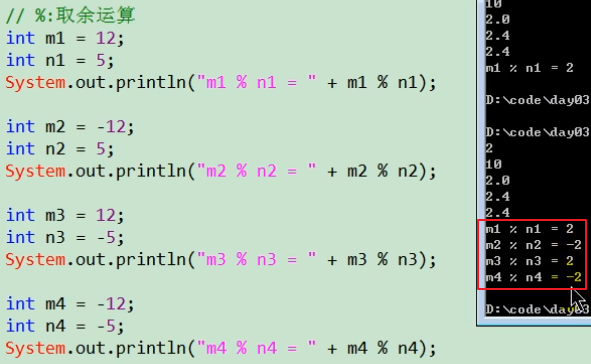 // %:取余运算
int m1 = 12;
int n1 = 5;
System.out.println("m1 % n1 = " + m1 % n1);
int m2 = -12;
int n2 = 5;
System.out.println("m2 % n2 = " + m2 % n2);
int m3 = 12;
int n3 = -5;
System.out.println("m3 % n3 = " + m3 % n3);
int m4 = -12;
int n4 = -5;
System.out.println("m4 % n4 = " + m4 % n4);
10
2.0
2.4
2.4
m1 % n1 = 2
D:\code\day03
D:\code\day03
2
10
2.0
2.4
2.4
m1 % n1 = 2
m2 % n2 = -2
m3 % n3 = 2
m4 % n4 = -2
D:\code\day03